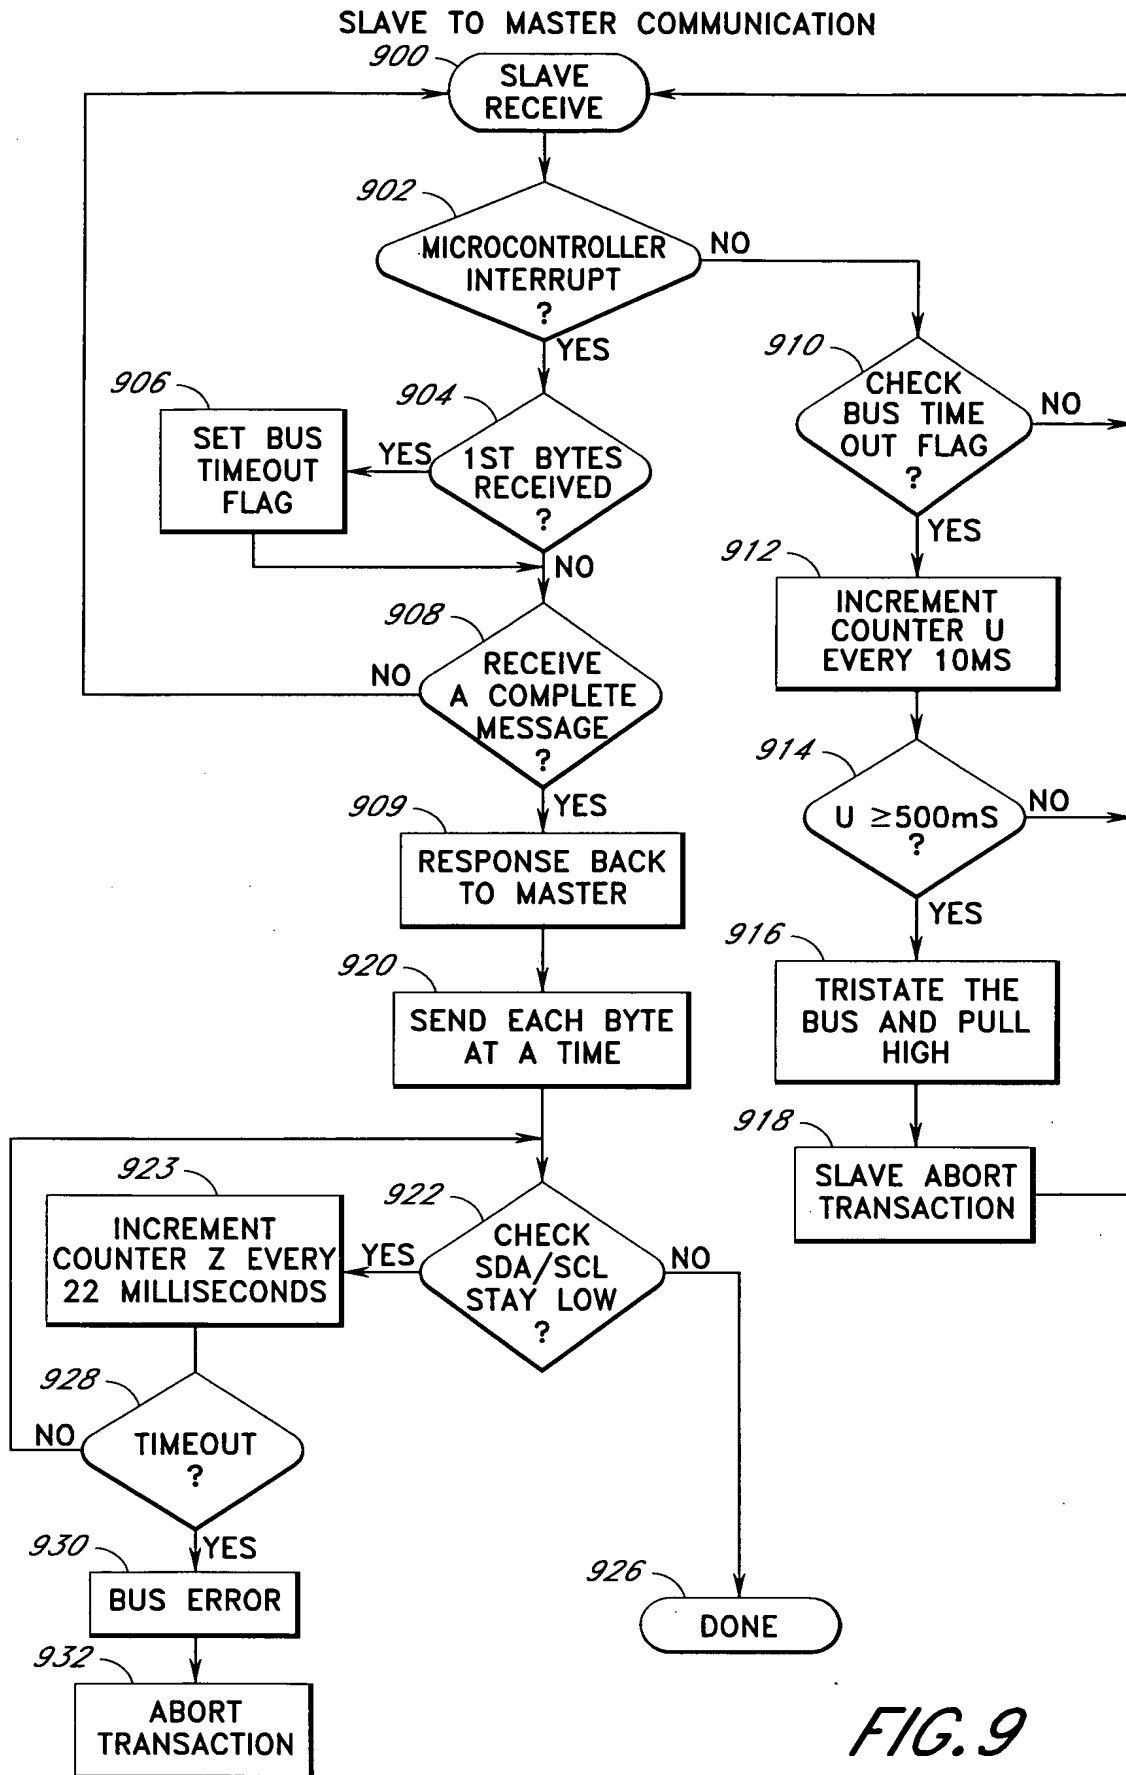 SLAVE TO MASTER COMMUNICATION
900
SLAVE
RECEIVE
902
MICROCONTROLLER
INTERRUPT
?
NO
YES
910
CHECK
BUS TIME
OUT FLAG
?
NO
YES
906
SET BUS
TIMEOUT
FLAG
904
YES
1ST BYTES
RECEIVED
?
NO
912
INCREMENT
COUNTER U
EVERY 10MS
908
NO
RECEIVE
A COMPLETE
MESSAGE
?
YES
914
U ≥500mS
?
NO
YES
909
RESPONSE BACK
TO MASTER
916
TRISTATE THE
BUS AND PULL
HIGH
920
SEND EACH BYTE
AT A TIME
918
SLAVE ABORT
TRANSACTION
923
INCREMENT
COUNTER Z EVERY
22 MILLISECONDS
922
YES
CHECK
SDA/SCL
STAY LOW
?
NO
928
NO
TIMEOUT
?
YES
930
BUS ERROR
926
DONE
932
ABORT
TRANSACTION
FIG. 9